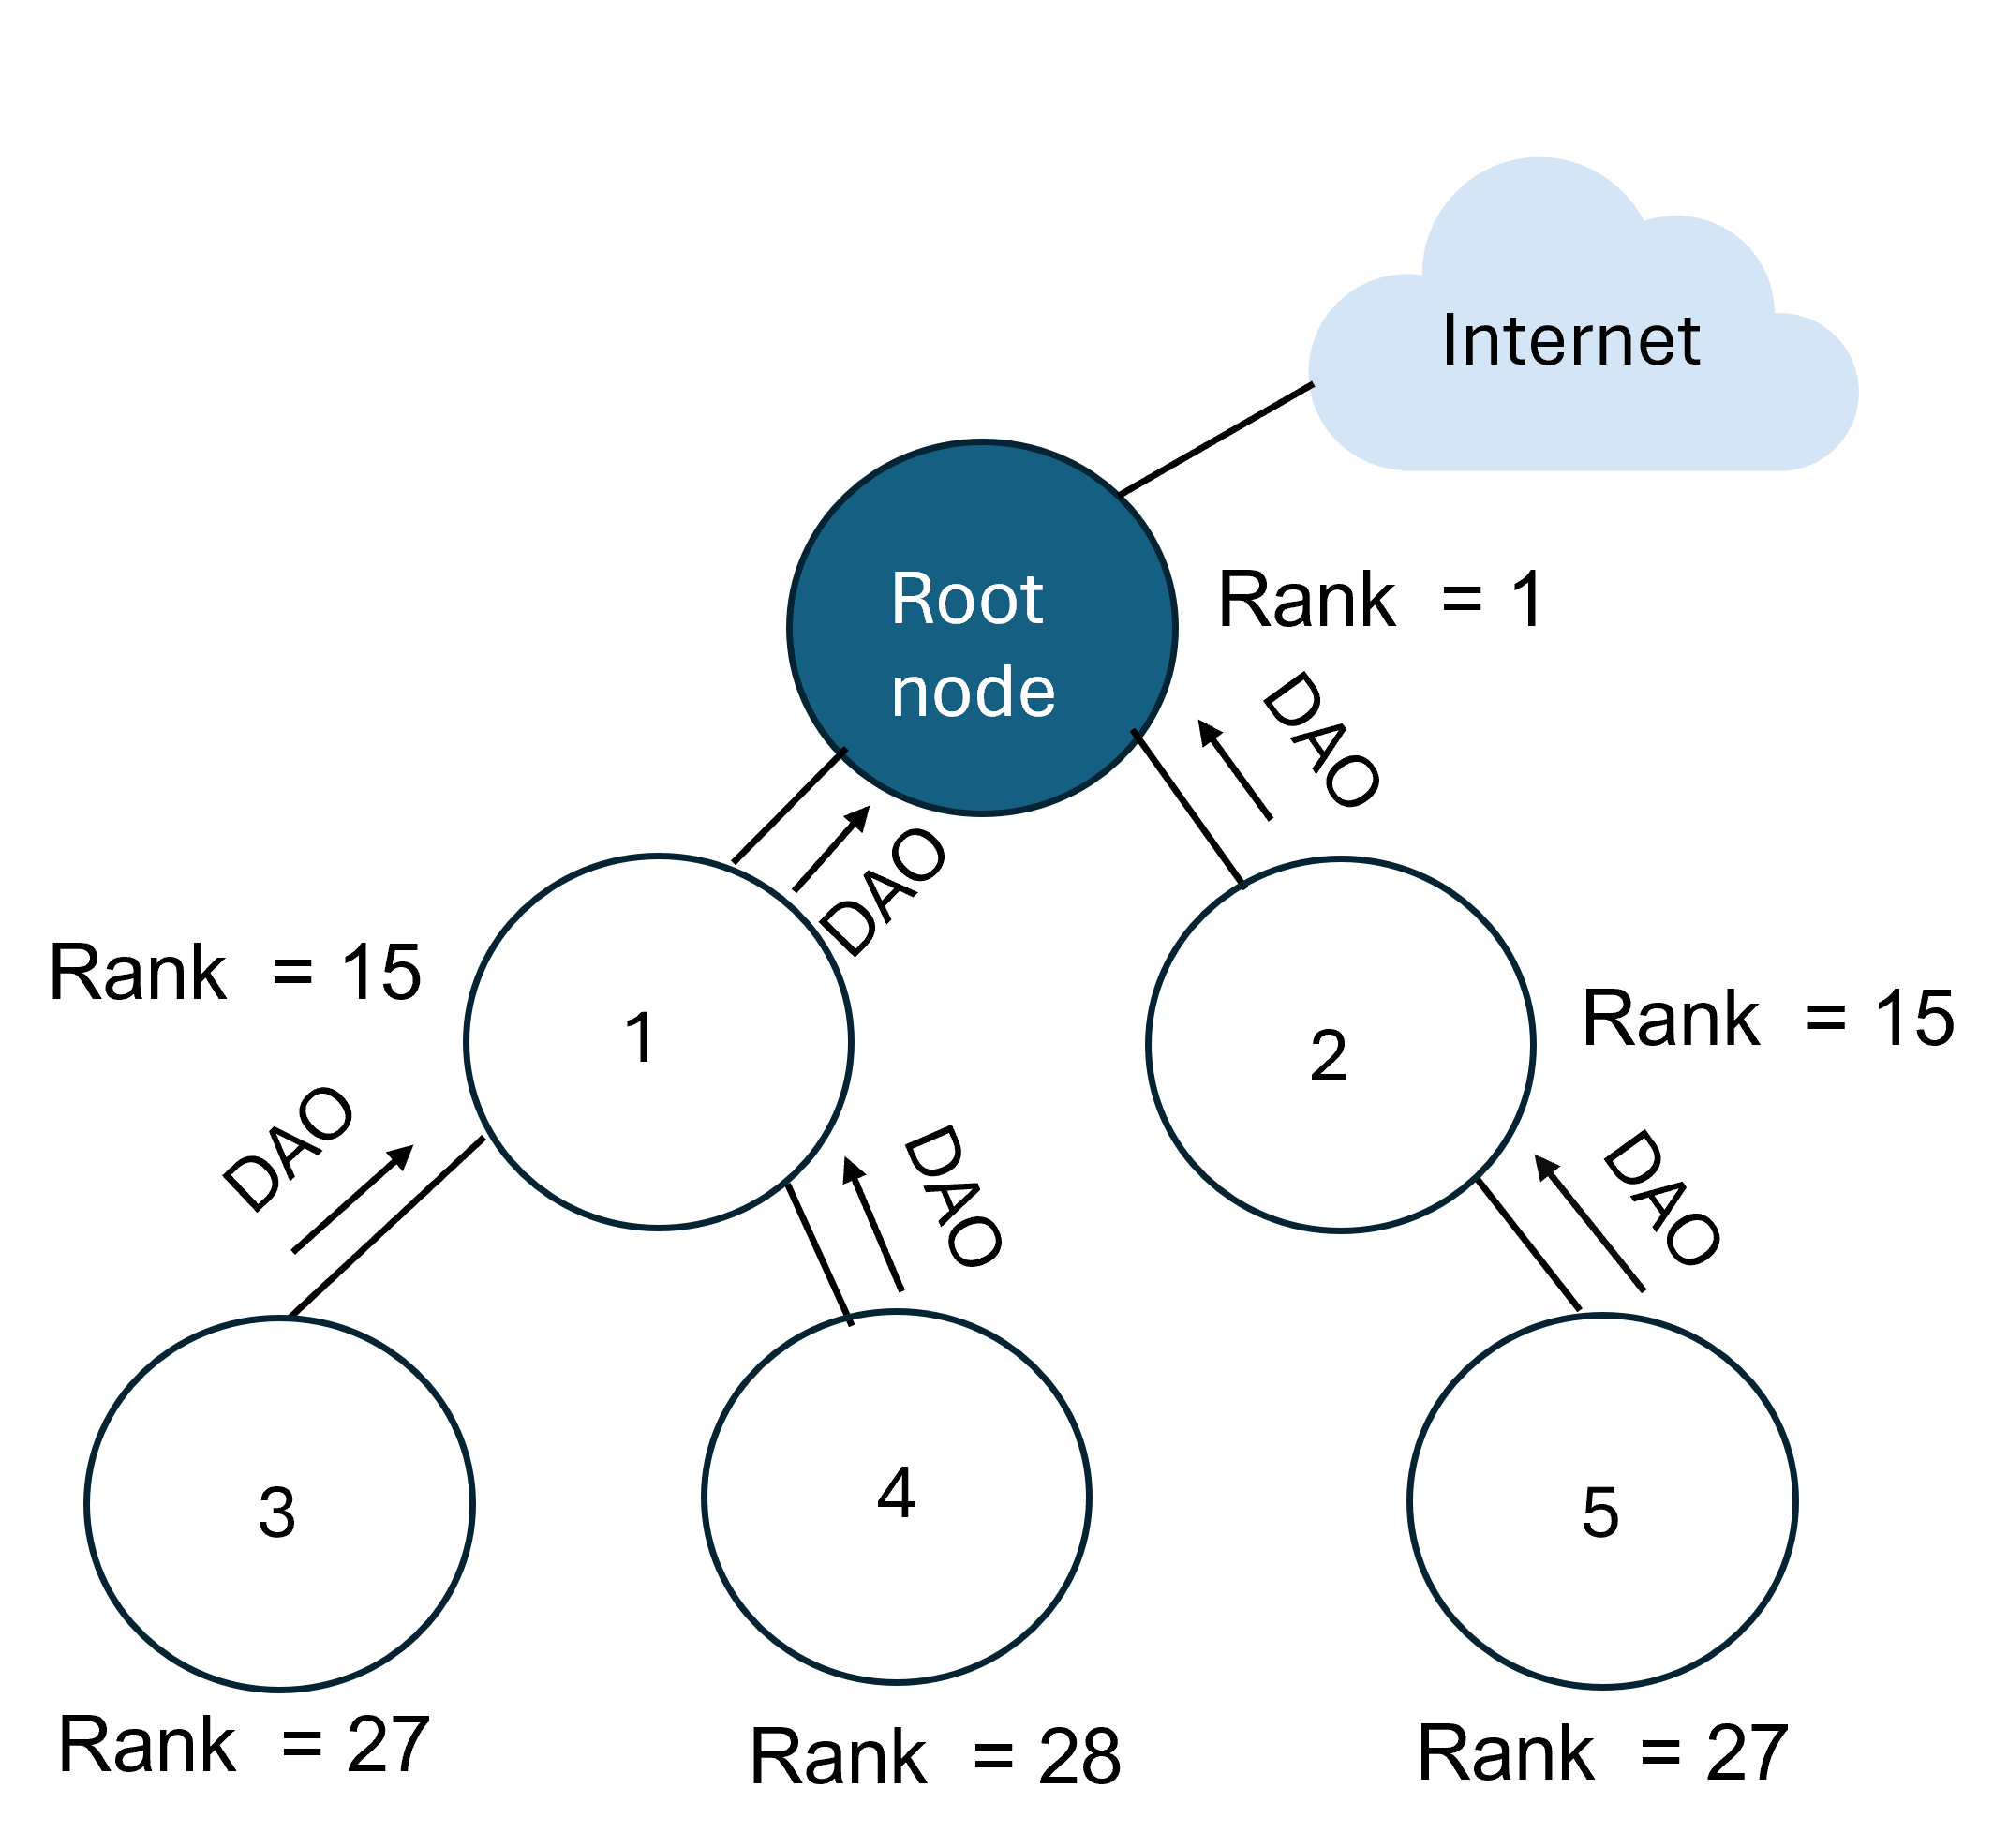 Internet
Root
node
Rank = 1
DAO
DAO
Rank = 15
1
2
Rank = 15
DAO
DAO
DAO
3
4
5
Rank = 27
Rank = 28
Rank = 27